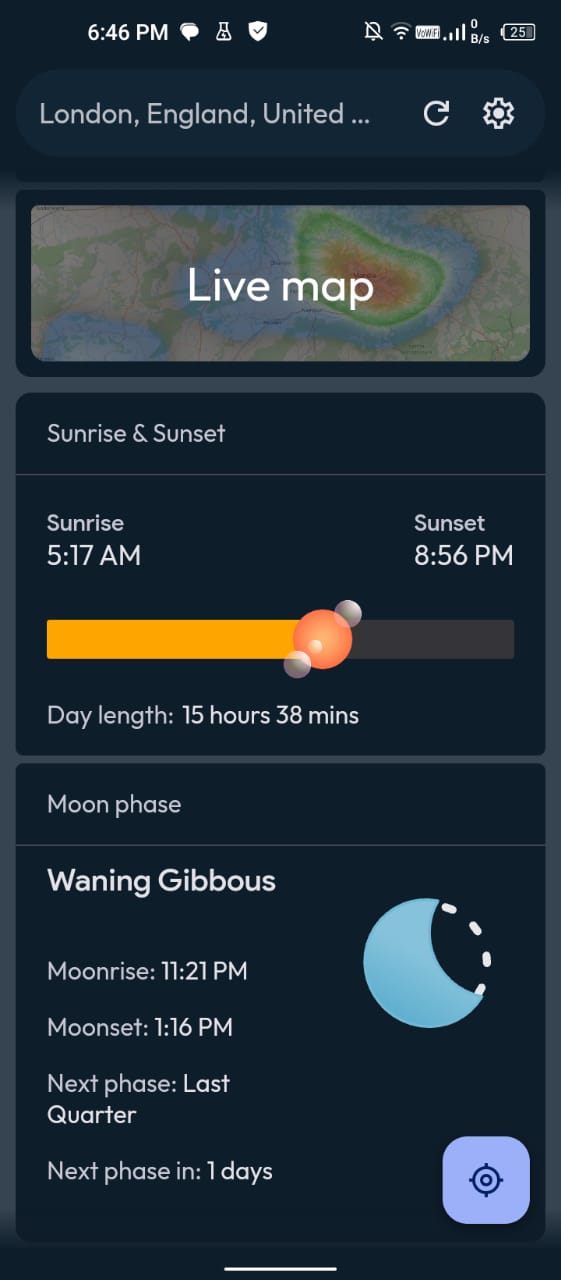 6:46 PM
VoWiFi
0
B/s
25
London, England, United ...
Live map
Sunrise & Sunset
Sunrise
Sunset
5:17 AM
8:56 PM
Day length: 15 hours 38 mins
Moon phase
Waning Gibbous
Moonrise: 11:21 PM
Moonset: 1:16 PM
Next phase: Last
Quarter
Next phase in: 1 days